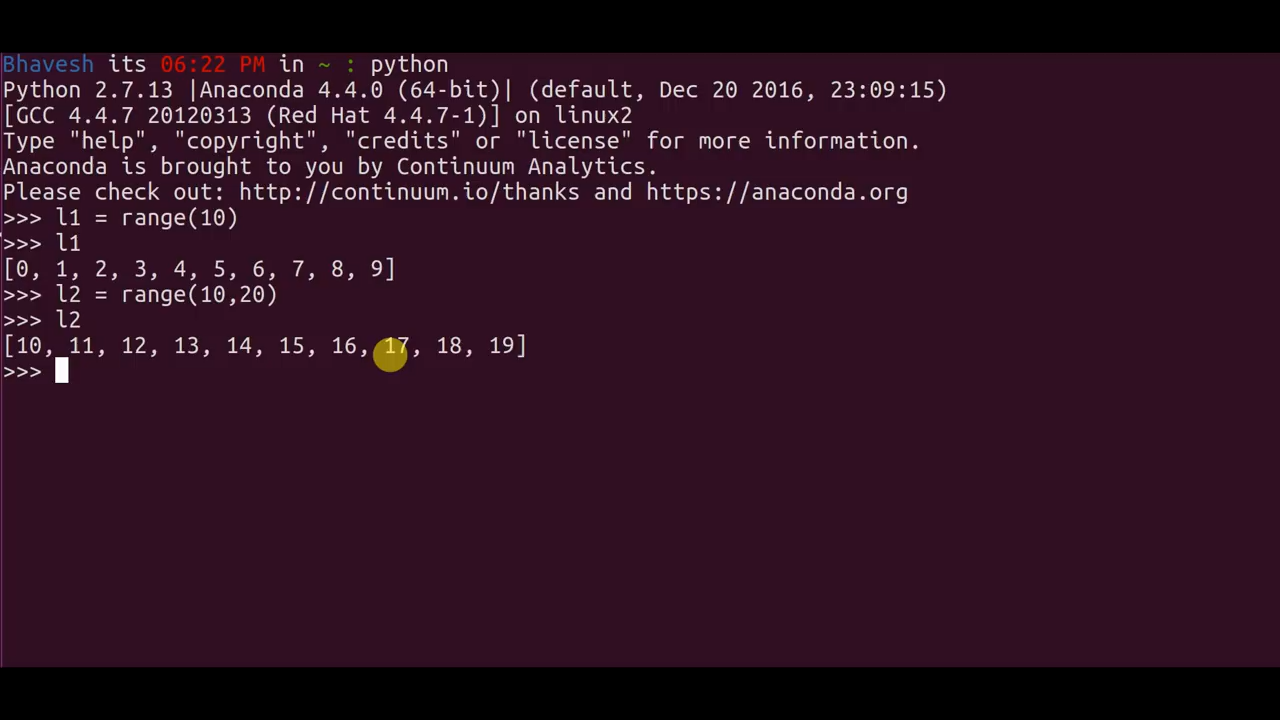 Bhavesh its 06:22 PM in ~ : python
Python 2.7.13 |Anaconda 4.4.0 (64-bit)| (default, Dec 20 2016, 23:09:15)
[GCC 4.4.7 20120313 (Red Hat 4.4.7-1)] on linux2
Type "help", "copyright", "credits" or "license" for more information.
Anaconda is brought to you by Continuum Analytics.
Please check out: http://continuum.io/thanks and https://anaconda.org
>>> l1 = range(10)
>>> l1
[0, 1, 2, 3, 4, 5, 6, 7, 8, 9]
>>> l2 = range(10,20)
>>> l2
[10, 11, 12, 13, 14, 15, 16, 17, 18, 19]
>>>